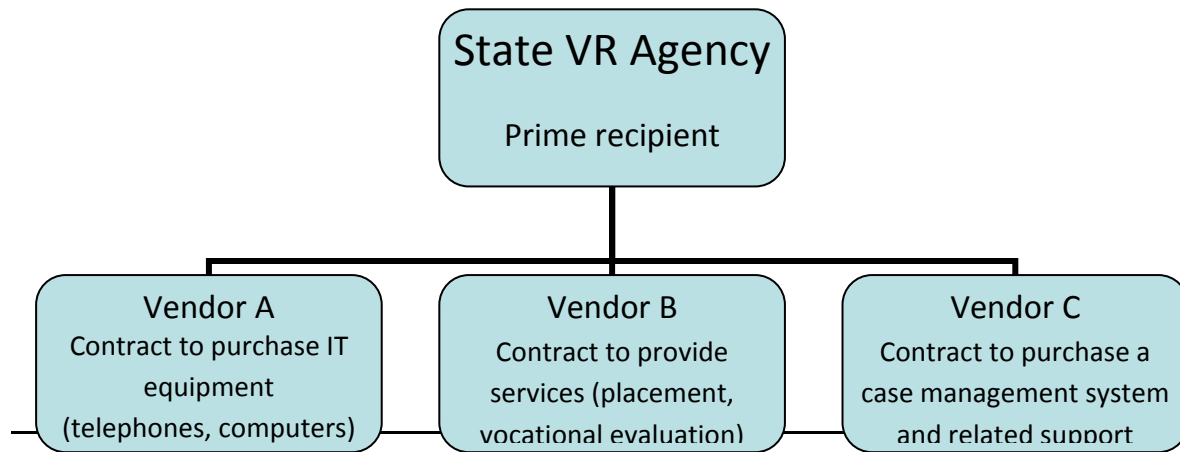 State VR Agency
Prime recipient
Vendor A
Contract to purchase IT
equipment
(telephones, computers)
Vendor B
Contract to provide
services (placement,
vocational evaluation)
Vendor C
Contract to purchase a
case management system
and related support